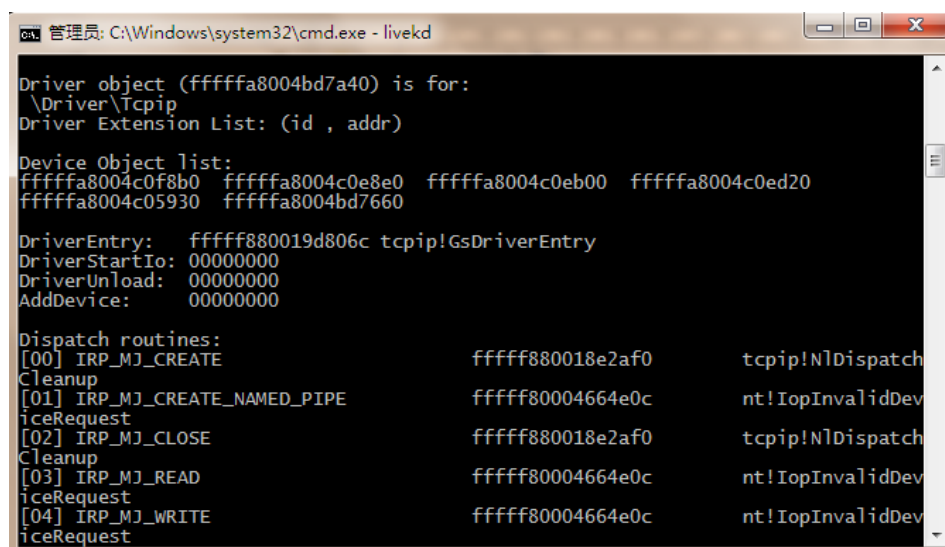 管理员: C:\Windows\system32\cmd.exe - livekd
Driver object (fffffa8004bd7a40) is for:
 \Driver\Tcpip
Driver Extension List: (id , addr)
Device Object list:
fffffa8004c0f8b0  fffffa8004c0e8e0  fffffa8004c0eb00  fffffa8004c0ed20
fffffa8004c05930  fffffa8004bd7660
DriverEntry:   fffff880019d806c tcpip!GsDriverEntry
DriverStartIo: 00000000
DriverUnload:  00000000
AddDevice:     00000000
Dispatch routines:
[00] IRP_MJ_CREATE                      fffff880018e2af0       tcpip!NlDispatch
Cleanup
[01] IRP_MJ_CREATE_NAMED_PIPE           fffff80004664e0c       nt!IopInvalidDev
iceRequest
[02] IRP_MJ_CLOSE                       fffff880018e2af0       tcpip!NlDispatch
Cleanup
[03] IRP_MJ_READ                        fffff80004664e0c       nt!IopInvalidDev
iceRequest
[04] IRP_MJ_WRITE                       fffff80004664e0c       nt!IopInvalidDev
iceRequest